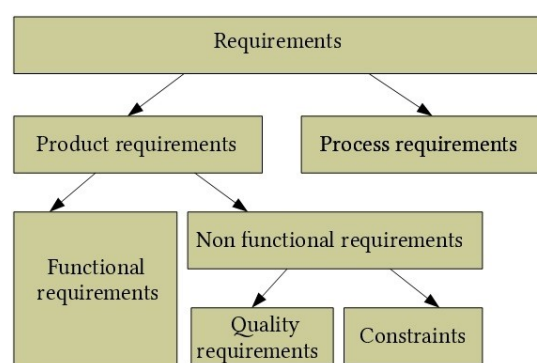 Requirements
Product requirements
Process requirements
Functional
requirements
Non functional requirements
Quality
requirements
Constraints